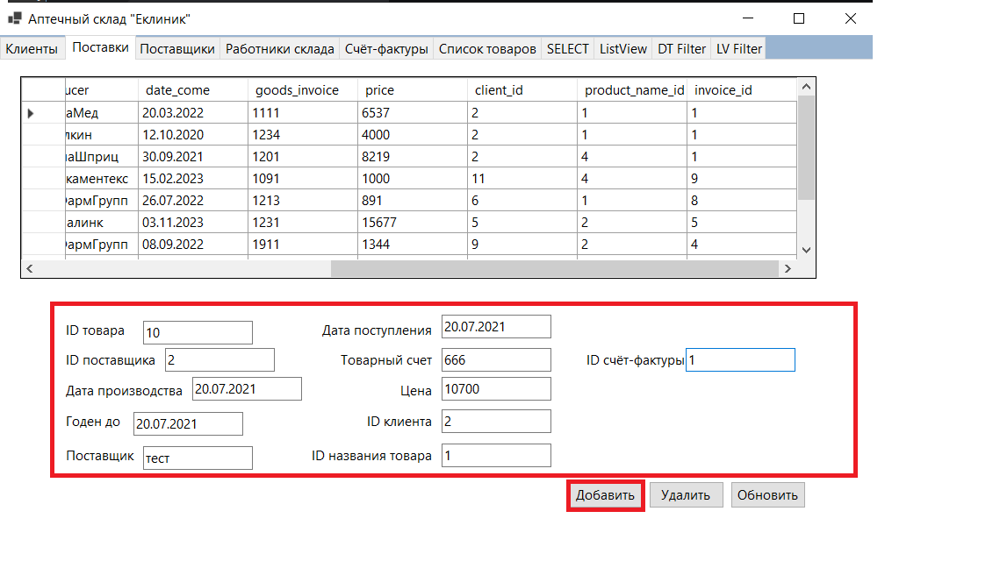 Аптечный склад "Еклиник"
Клиенты Поставки Поставщики Работники склада Счёт-фактуры Список товаров SELECT ListView DT Filter LV Filter
ucer date_come goods_invoice price client_id product_name_id invoice_id
аМед 20.03.2022 1111 6537 2 1 1
лкин 12.10.2020 1234 4000 2 1 1
аШприц 30.09.2021 1201 8219 2 4 1
каментекс 15.02.2023 1091 1000 11 4 9
армГрупп 26.07.2022 1213 891 6 1 8
алинк 03.11.2023 1231 15677 5 2 5
армГрупп 08.09.2022 1911 1344 9 2 4
ID товара 10 Дата поступления 20.07.2021
ID поставщика 2 Товарный счет 666 ID счёт-фактуры 1
Дата производства 20.07.2021 Цена 10700
Годен до 20.07.2021 ID клиента 2
Поставщик тест ID названия товара 1
Добавить Удалить Обновить